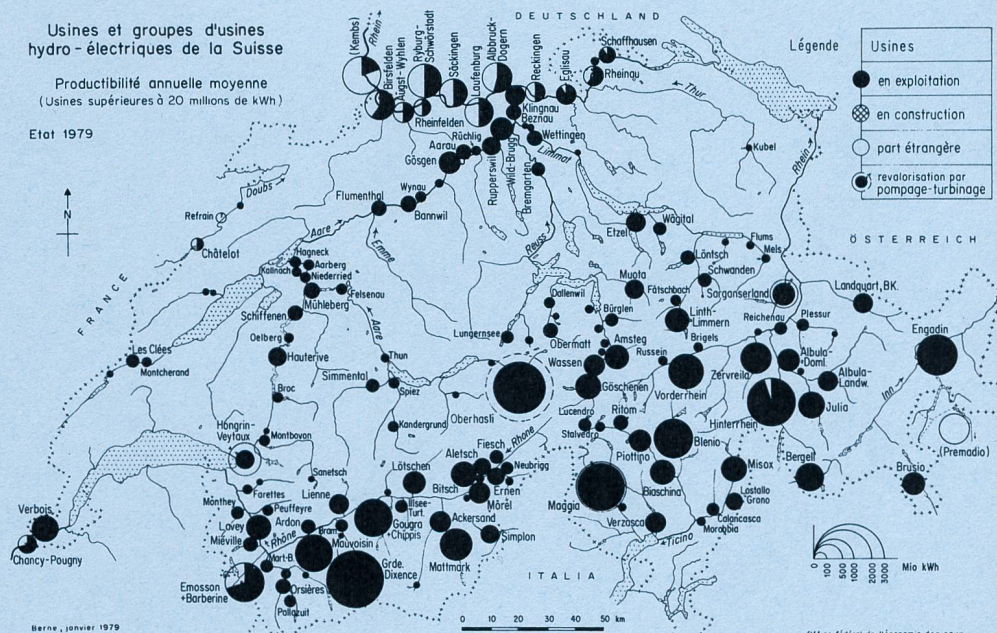 Usines et groupes d'usines
hydro-électriques de la Suisse
Productibilité annuelle moyenne
(Usines supérieures à 20 millions de kWh)
Etat 1979
N
DEUTSCHLAND
Légende
Usines
en exploitation
en construction
part étrangère
revalorisation par
pompage-turbinage
(Kembs)
Rhein
Birsfelden
Augst-Wyhlen
Ryburg-
Schwörstadt
Säckingen
Laufenburg
Albbruck-
Dogern
Reckingen
Eglisau
Schaffhausen
Rheinau
Thur
Rheinfelden
Klingnau
Beznau
Wettingen
Limmat
Kubel
Rhein
Rüchlig
Aarau
Gösgen
Rupperswil
Wild.-Brugg
Bremgarten
Doubs
Wynau
Flumenthal
Bannwil
Refrain
Aare
Emme
Reuss
Etzel
Wägital
Châtelot
Hagneck
Kallnach
Aarberg
Niederried
Felsenau
Mühleberg
Löntsch
Flums
Mels
ÖSTERREICH
Schwanden
Muota
Fätschbach
Sarganserland
Landquart, BK.
FRANCE
Schiffenen
Aare
Dallenwil
Bürglen
Linth-
Limmern
Reichenau
Plessur
Oelberg
Lungernsee
Obermatt
Amsteg
Brigels
Engadin
Les Clées
Montcherand
Hauterive
Thun
Wassen
Russein
Zervreila
Albula-
Doml.
Simmental
Spiez
Göschenen
Vorderrhein
Albula-
Landw.
Broc
Oberhasli
Hinterrhein
Julia
Inn
Lucendro
Ritom
Stalvedro
Hongrin-
Veytaux
Montbovon
Kandergrund
Fiesch
Rhone
Piottino
Blenio
(Premadio)
Aletsch
Neubrigg
Sanetsch
Lötschen
Bitsch
Ernen
Mörel
Biaschina
Misox
Bergell
Brusio
Farettes
Monthey
Peuffeyre
Lienne
Illsee-
Turt.
Maggia
Lostallo
Grono
Verbois
Lavey
Ardon
Gougra
+Chippis
Ackersand
Calancasca
Morobbia
Miéville
Rhône
Bram.
Simplon
Verzasca
Ticino
Chancy-Pougny
Mart-B.
Mauvoisin
Mattmark
Emosson
+Barberine
Orsières
Grde.
Dixence
ITALIA
Pallazuit
0 100 500 1000 2000 3000
Mio kWh
0 10 20 30 40 50 km
Berne, janvier 1979